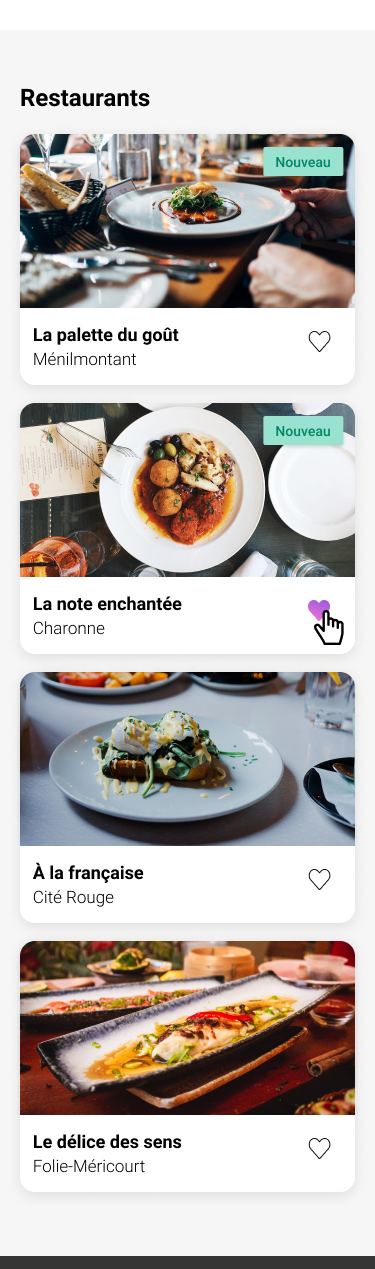 Restaurants
Nouveau
La palette du goût
Ménilmontant
Nouveau
La note enchantée
Charonne
À la française
Cité Rouge
Le délice des sens
Folie-Méricourt